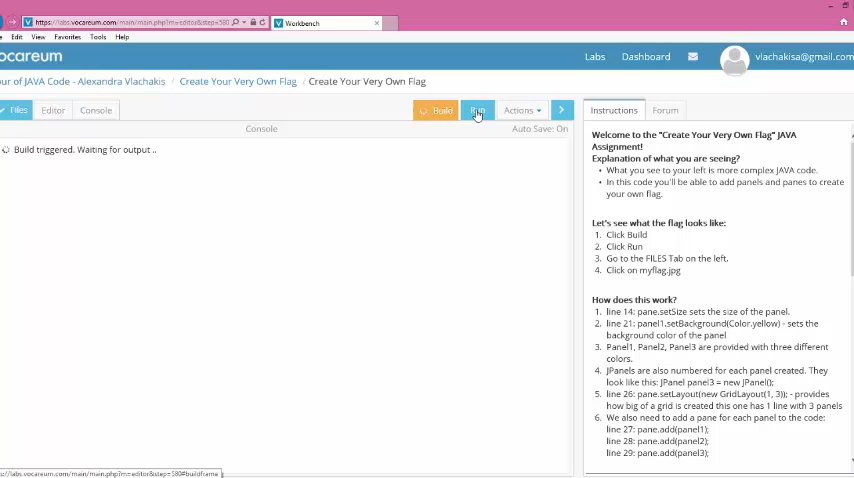 https://labs.vocareum.com/main/main.php?m=editor&step=580
Workbench
Edit View Favorites Tools Help
ocareum
Labs Dashboard vlachakisa@gmail.com
our of JAVA Code - Alexandra Vlachakis / Create Your Very Own Flag / Create Your Very Own Flag
Files Editor Console Build Run Actions
Console Auto Save: On
Build triggered. Waiting for output ..
Instructions Forum
Welcome to the "Create Your Very Own Flag" JAVA
Assignment!
Explanation of what you are seeing?
• What you see to your left is more complex JAVA code.
• In this code you'll be able to add panels and panes to create
your own flag.
Let's see what the flag looks like:
1. Click Build
2. Click Run
3. Go to the FILES Tab on the left.
4. Click on myflag.jpg
How does this work?
1. line 14: pane.setSize sets the size of the panel.
2. line 21: panel1.setBackground(Color.yellow) - sets the
background color of the panel
3. Panel1, Panel2, Panel3 are provided with three different
colors.
4. JPanels are also numbered for each panel created. They
look like this: JPanel panel3 = new JPanel();
5. line 26: pane.setLayout(new GridLayout(1, 3)); - provides
how big of a grid is created this one has 1 line with 3 panels
6. We also need to add a pane for each panel to the code:
line 27: pane.add(panel1);
line 28: pane.add(panel2);
line 29: pane.add(panel3);
s://labs.vocareum.com/main/main.php?m=editor&step=580#buildframe